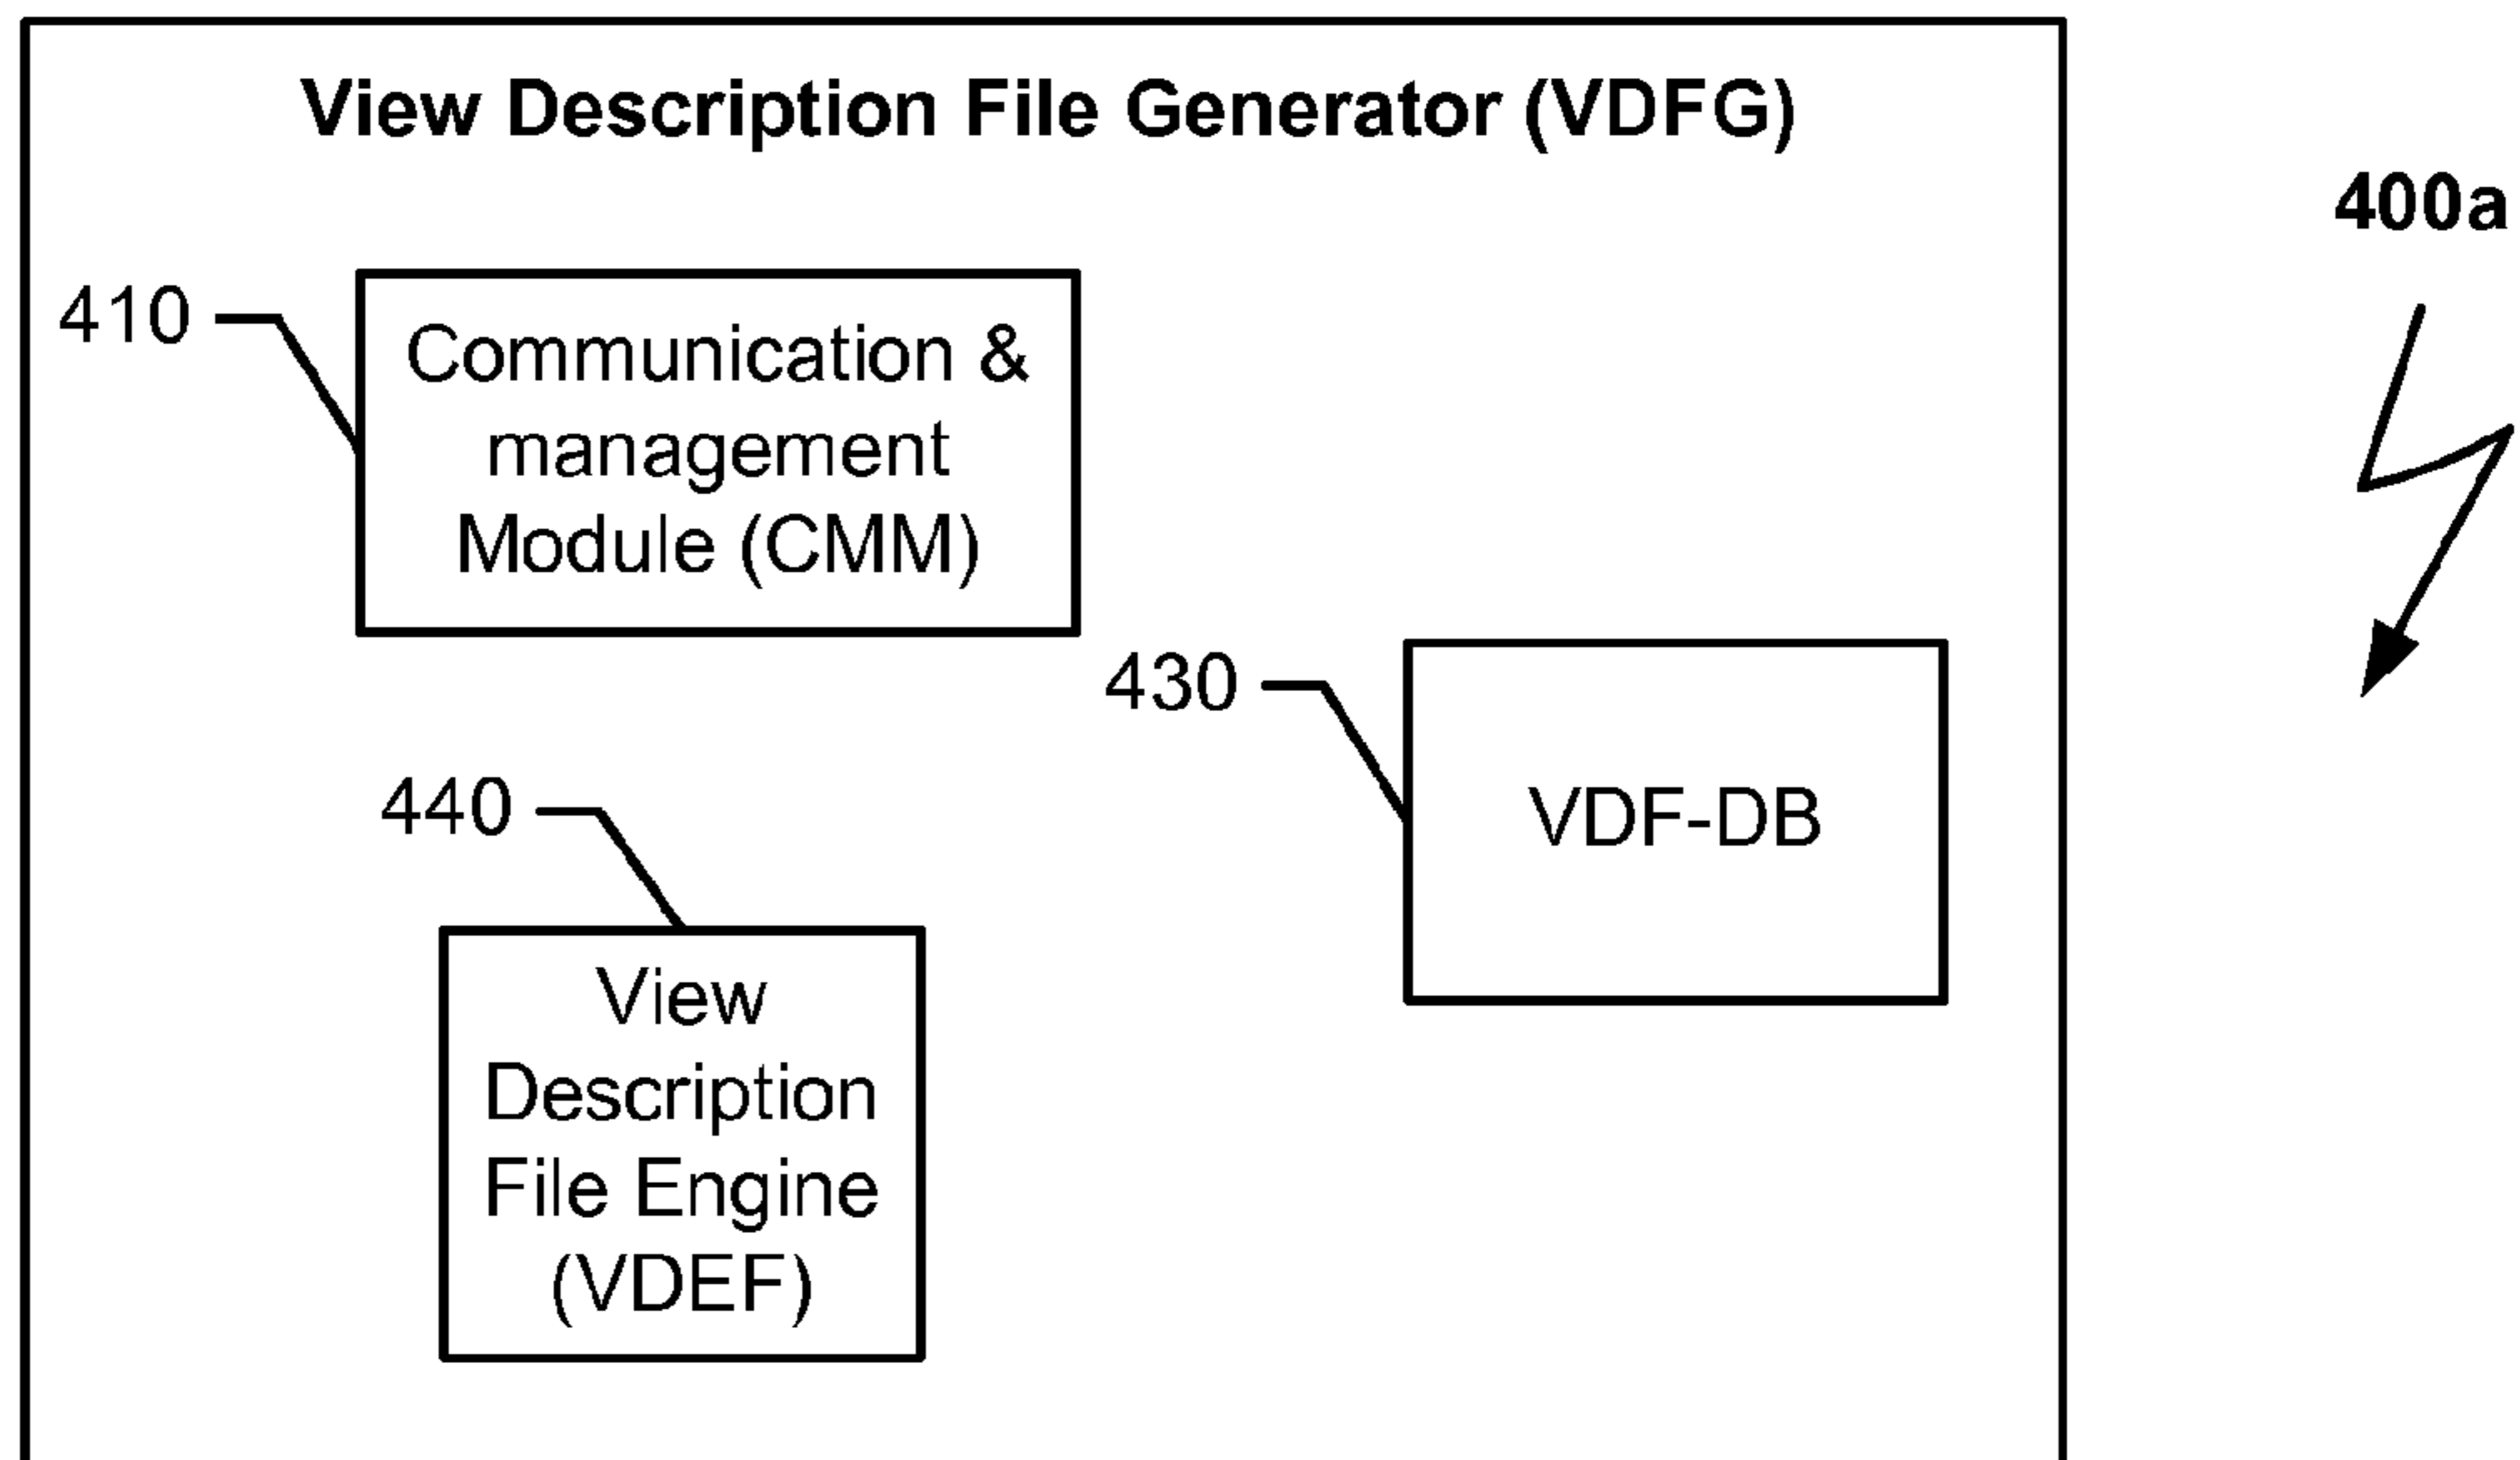 View Description File Generator (VDFG)
400a
410
Communication &
management
Module (CMM)
430
VDF-DB
440
View
Description
File Engine
(VDEF)